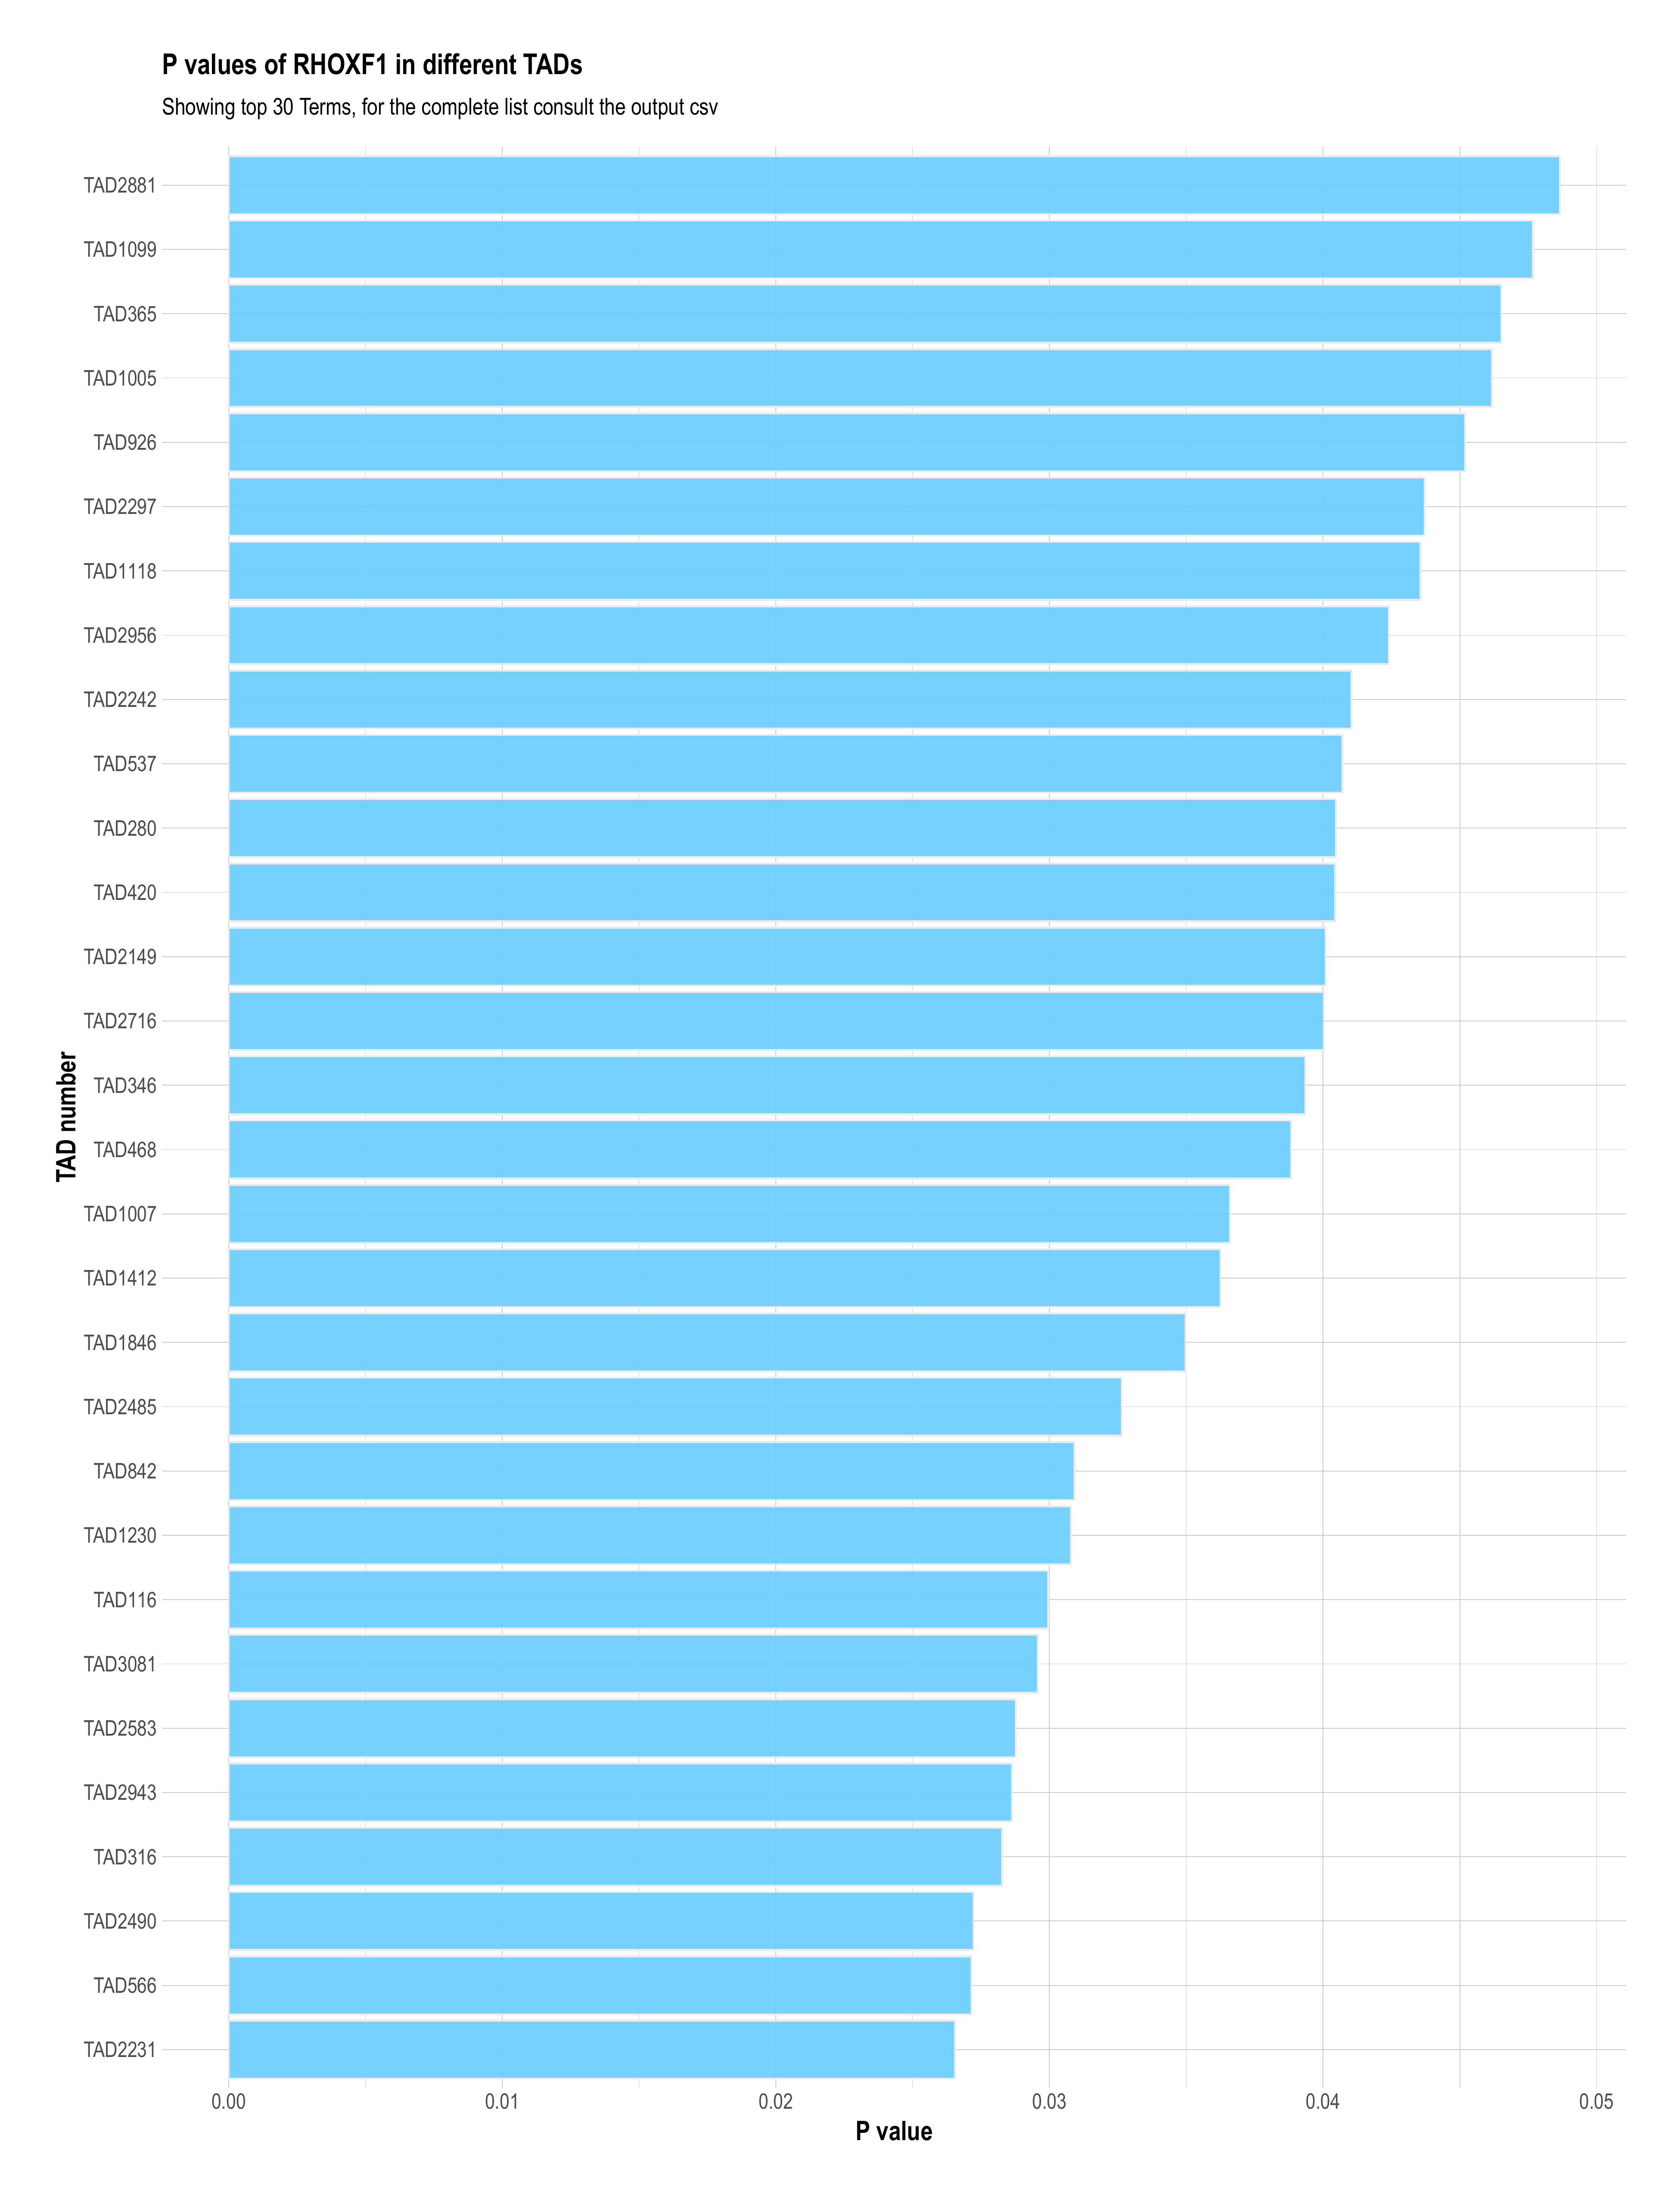 P values of RHOXF1 in different TADs
Showing top 30 Terms, for the complete list consult the output csv
TAD2881
TAD1099
TAD365
TAD1005
TAD926
TAD2297
TAD1118
TAD2956
TAD2242
TAD537
TAD280
TAD420
TAD2149
TAD2716
TAD346
TAD468
TAD1007
TAD1412
TAD1846
TAD2485
TAD842
TAD1230
TAD116
TAD3081
TAD2583
TAD2943
TAD316
TAD2490
TAD566
TAD2231
TAD number
0.00 0.01 0.02 0.03 0.04 0.05
P value